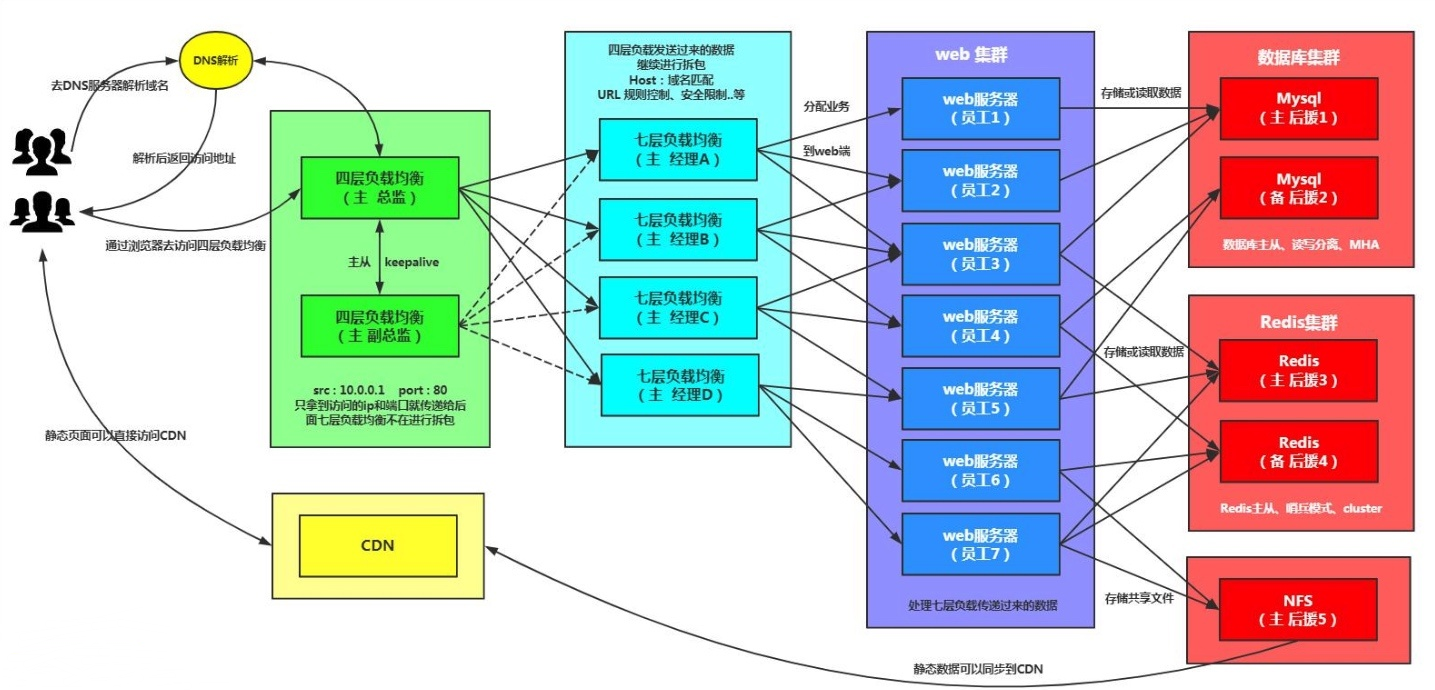 DNS解析
去DNS服务器解析域名
解析后返回访问地址
通过浏览器去访问四层负载均衡
静态页面可以直接访问CDN
四层负载均衡
（主 总监）
主从 keepalive
四层负载均衡
（主 副总监）
src : 10.0.0.1 port : 80
只拿到访问的ip和端口就传递给后
面七层负载均衡不在进行拆包
CDN
四层负载发送过来的数据
继续进行拆包
Host：域名匹配
URL 规则控制、安全限制..等
七层负载均衡
（主 经理A）
七层负载均衡
（主 经理B）
七层负载均衡
（主 经理C）
七层负载均衡
（主 经理D）
分配业务
到web端
web 集群
web服务器
（员工1）
web服务器
（员工2）
web服务器
（员工3）
web服务器
（员工4）
web服务器
（员工5）
web服务器
（员工6）
web服务器
（员工7）
处理七层负载传递过来的数据
存储或读取数据
存储或读取数据
存储共享文件
静态数据可以同步到CDN
数据库集群
Mysql
（主 后援1）
Mysql
（备 后援2）
数据库主从、读写分离、MHA
Redis集群
Redis
（主 后援3）
Redis
（备 后援4）
Redis主从、哨兵模式、cluster
NFS
（主 后援5）